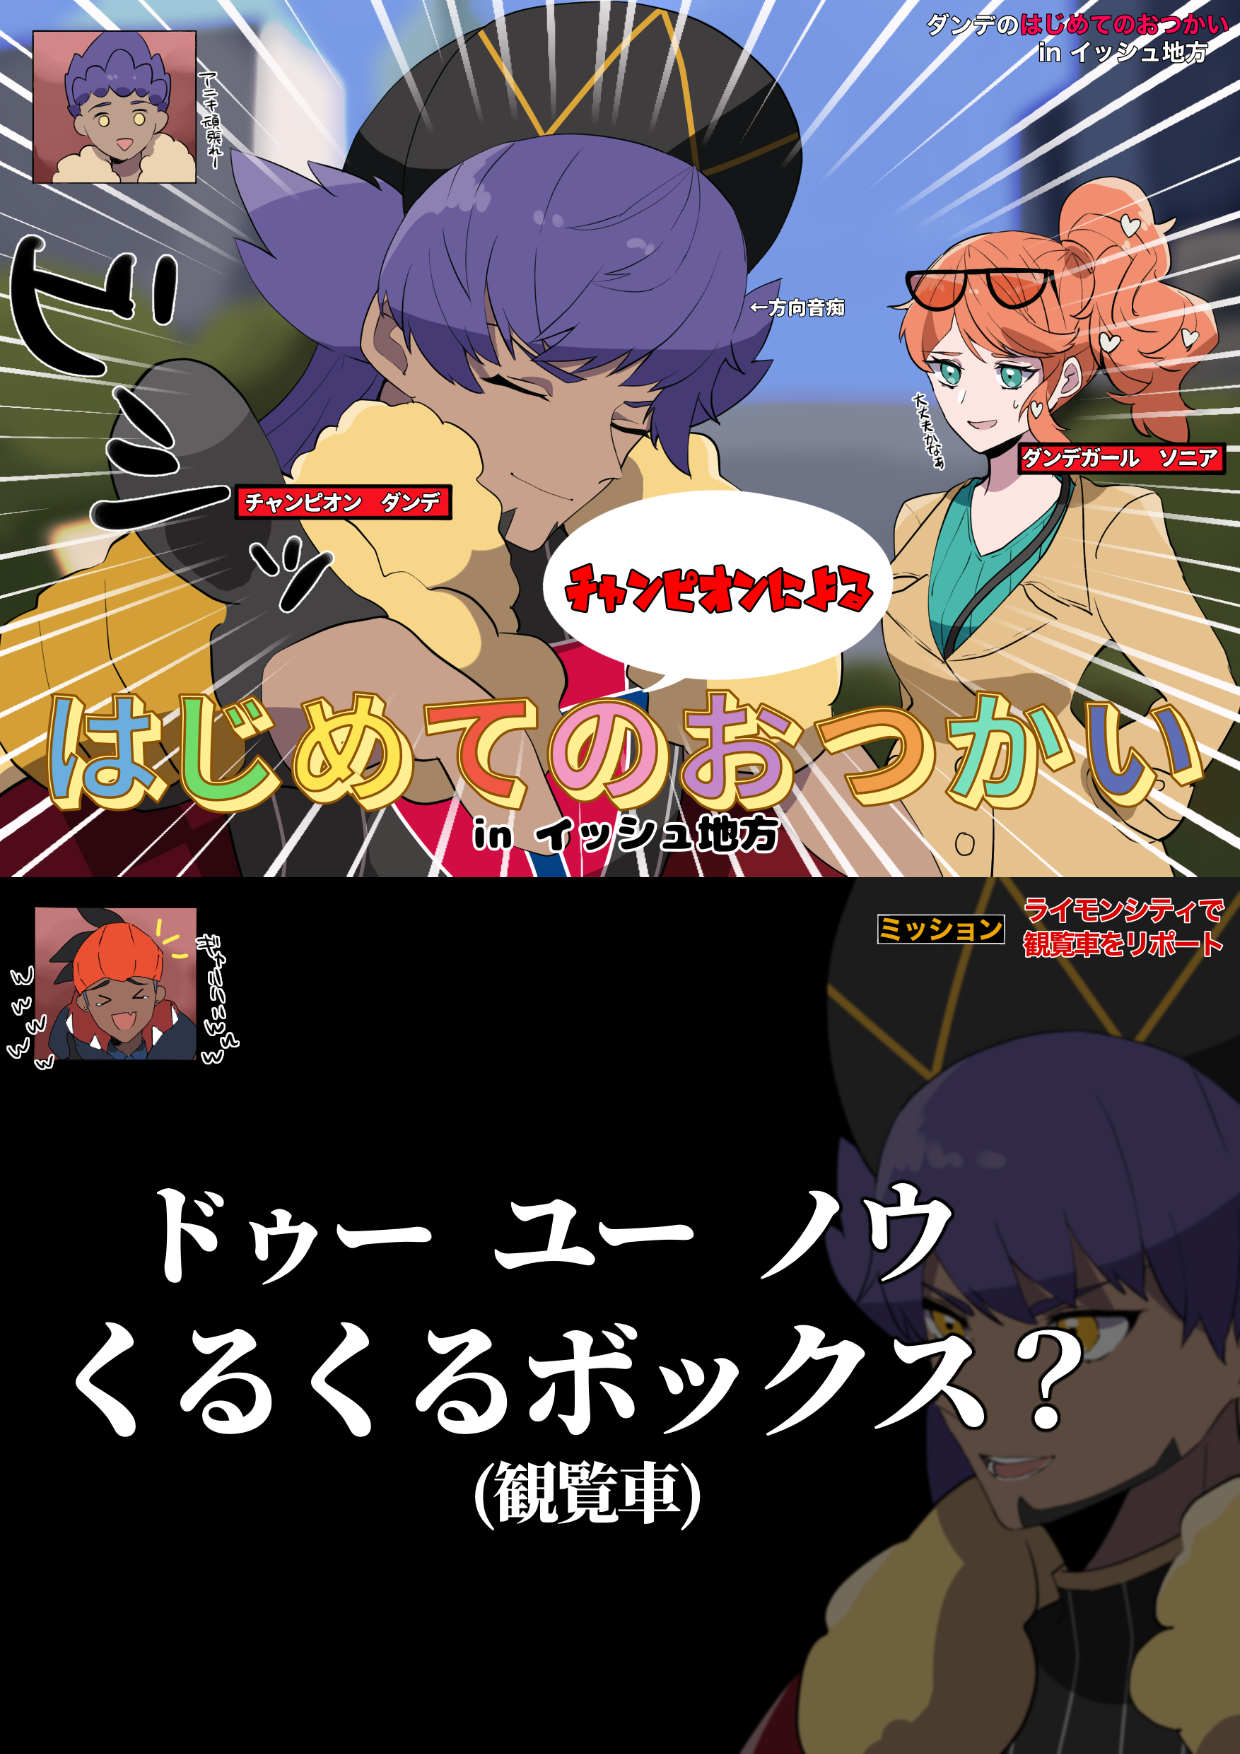 ダンデのはじめてのおつかい
in イッシュ地方
アニキ頑張れー
ビシッ
←方向音痴
大丈夫かなぁ
ダンデガール ソニア
チャンピオン ダンデ
チャンピオンによる
はじめてのおつかい
in イッシュ地方
ミッション
ライモンシティで
観覧車をリポート
ドゥー ユー ノウ
くるくるボックス？
(観覧車)